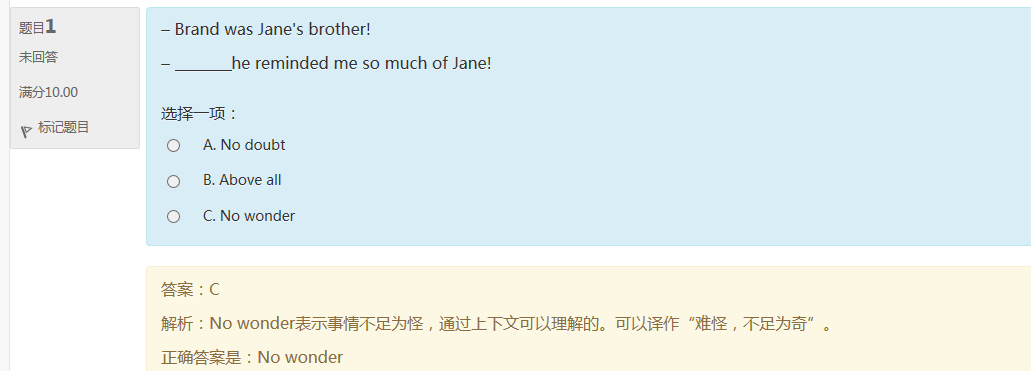 题目1
未回答
满分10.00
标记题目
– Brand was Jane's brother!
– ________he reminded me so much of Jane!
选择一项：
A. No doubt
B. Above all
C. No wonder
答案：C
解析：No wonder表示事情不足为怪，通过上下文可以理解的。可以译作“难怪，不足为奇”。
正确答案是：No wonder